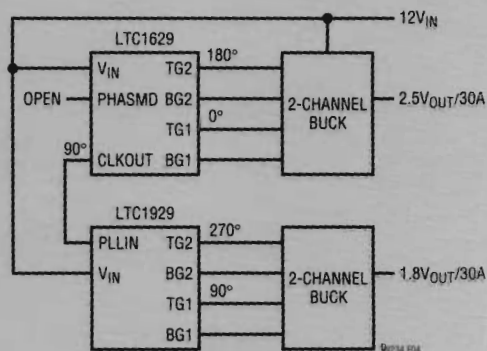 12VIN
LTC1629
VIN TG2 180°
OPEN PHASMD BG2
2-CHANNEL
BUCK
2.5VOUT/30A
TG1 0°
90° CLKOUT BG1
LTC1929
PLLIN TG2 270°
VIN BG2
2-CHANNEL
BUCK
1.8VOUT/30A
TG1 90°
BG1